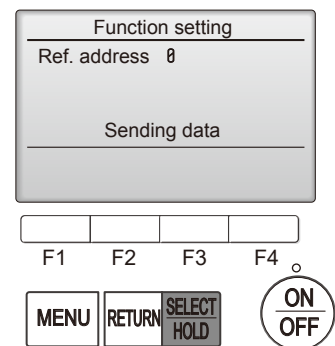 Function setting
Ref. address 0
Sending data
F1 F2 F3 F4
MENU RETURN SELECT HOLD ON OFF